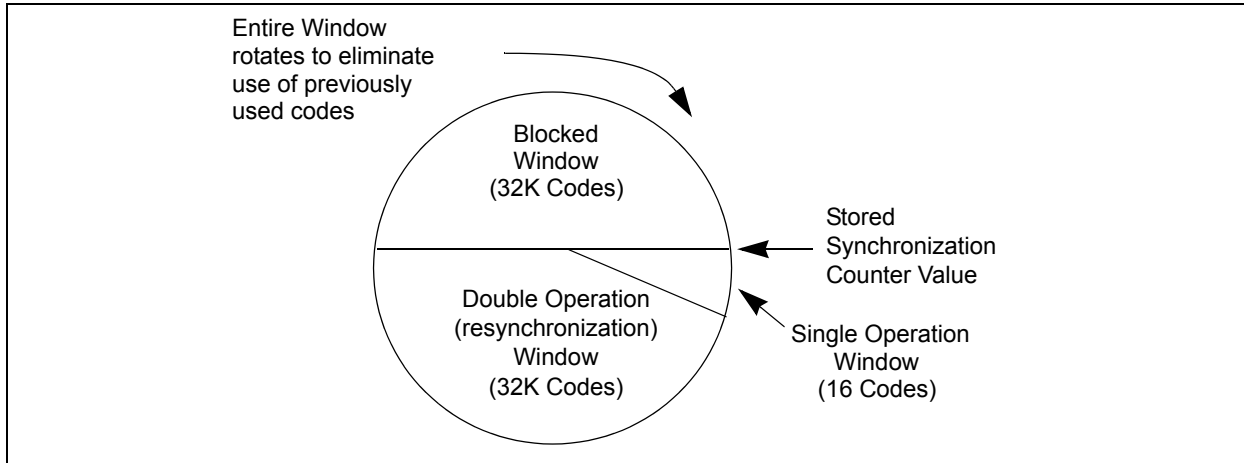 Entire Window
rotates to eliminate
use of previously
used codes
Blocked
Window
(32K Codes)
Stored
Synchronization
Counter Value
Double Operation
(resynchronization)
Window
(32K Codes)
Single Operation
Window
(16 Codes)